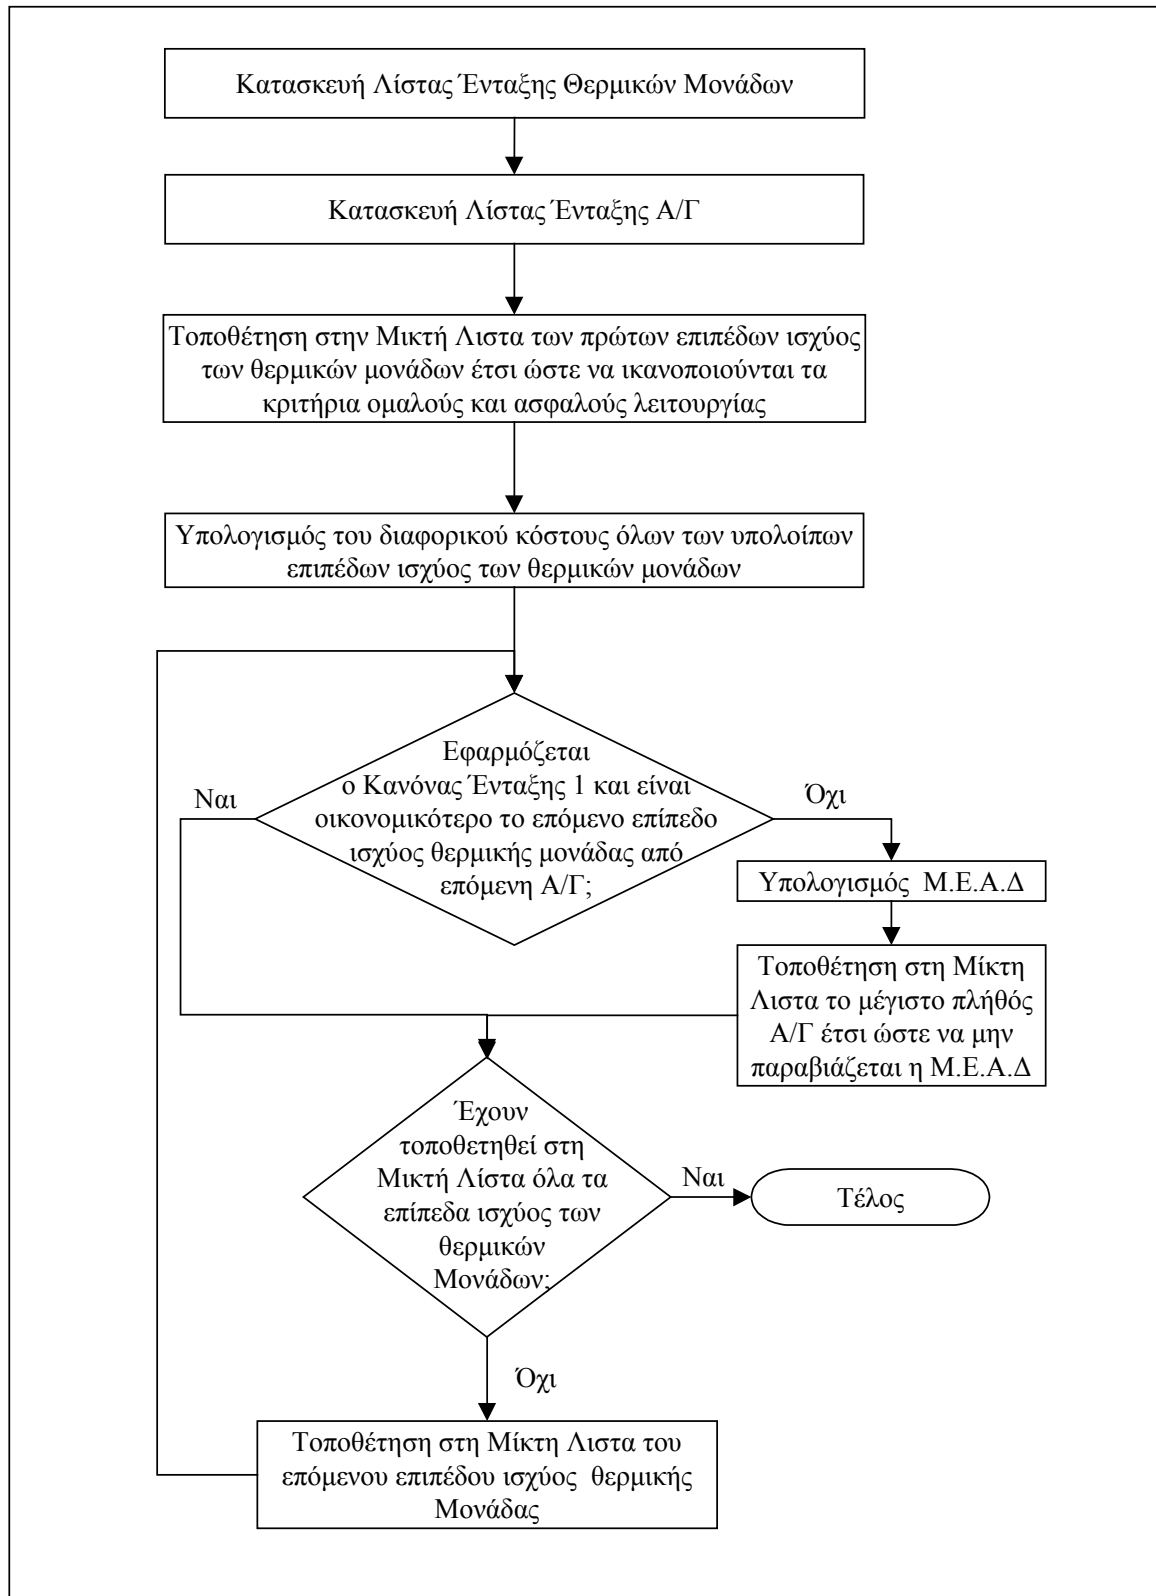 Κατασκευή Λίστας Ένταξης Θερμικών Μονάδων
Κατασκευή Λίστας Ένταξης Α/Γ
Τοποθέτηση στην Μικτή Λιστα των πρώτων επιπέδων ισχύος
των θερμικών μονάδων έτσι ώστε να ικανοποιούνται τα
κριτήρια ομαλούς και ασφαλούς λειτουργίας
Υπολογισμός του διαφορικού κόστους όλων των υπολοίπων
επιπέδων ισχύος των θερμικών μονάδων
Εφαρμόζεται
ο Κανόνας Ένταξης 1 και είναι
οικονομικότερο το επόμενο επίπεδο
ισχύος θερμικής μονάδας από
επόμενη Α/Γ;
Ναι
Όχι
Υπολογισμός  Μ.Ε.Α.Δ
Τοποθέτηση στη Μίκτη
Λιστα το μέγιστο πλήθός
Α/Γ έτσι ώστε να μην
παραβιάζεται η Μ.Ε.Α.Δ
Έχουν
τοποθετηθεί στη
Μικτή Λίστα όλα τα
επίπεδα ισχύος των
θερμικών
Μονάδων;
Ναι
Τέλος
Όχι
Τοποθέτηση στη Μίκτη Λιστα του
επόμενου επιπέδου ισχύος  θερμικής
Μονάδας